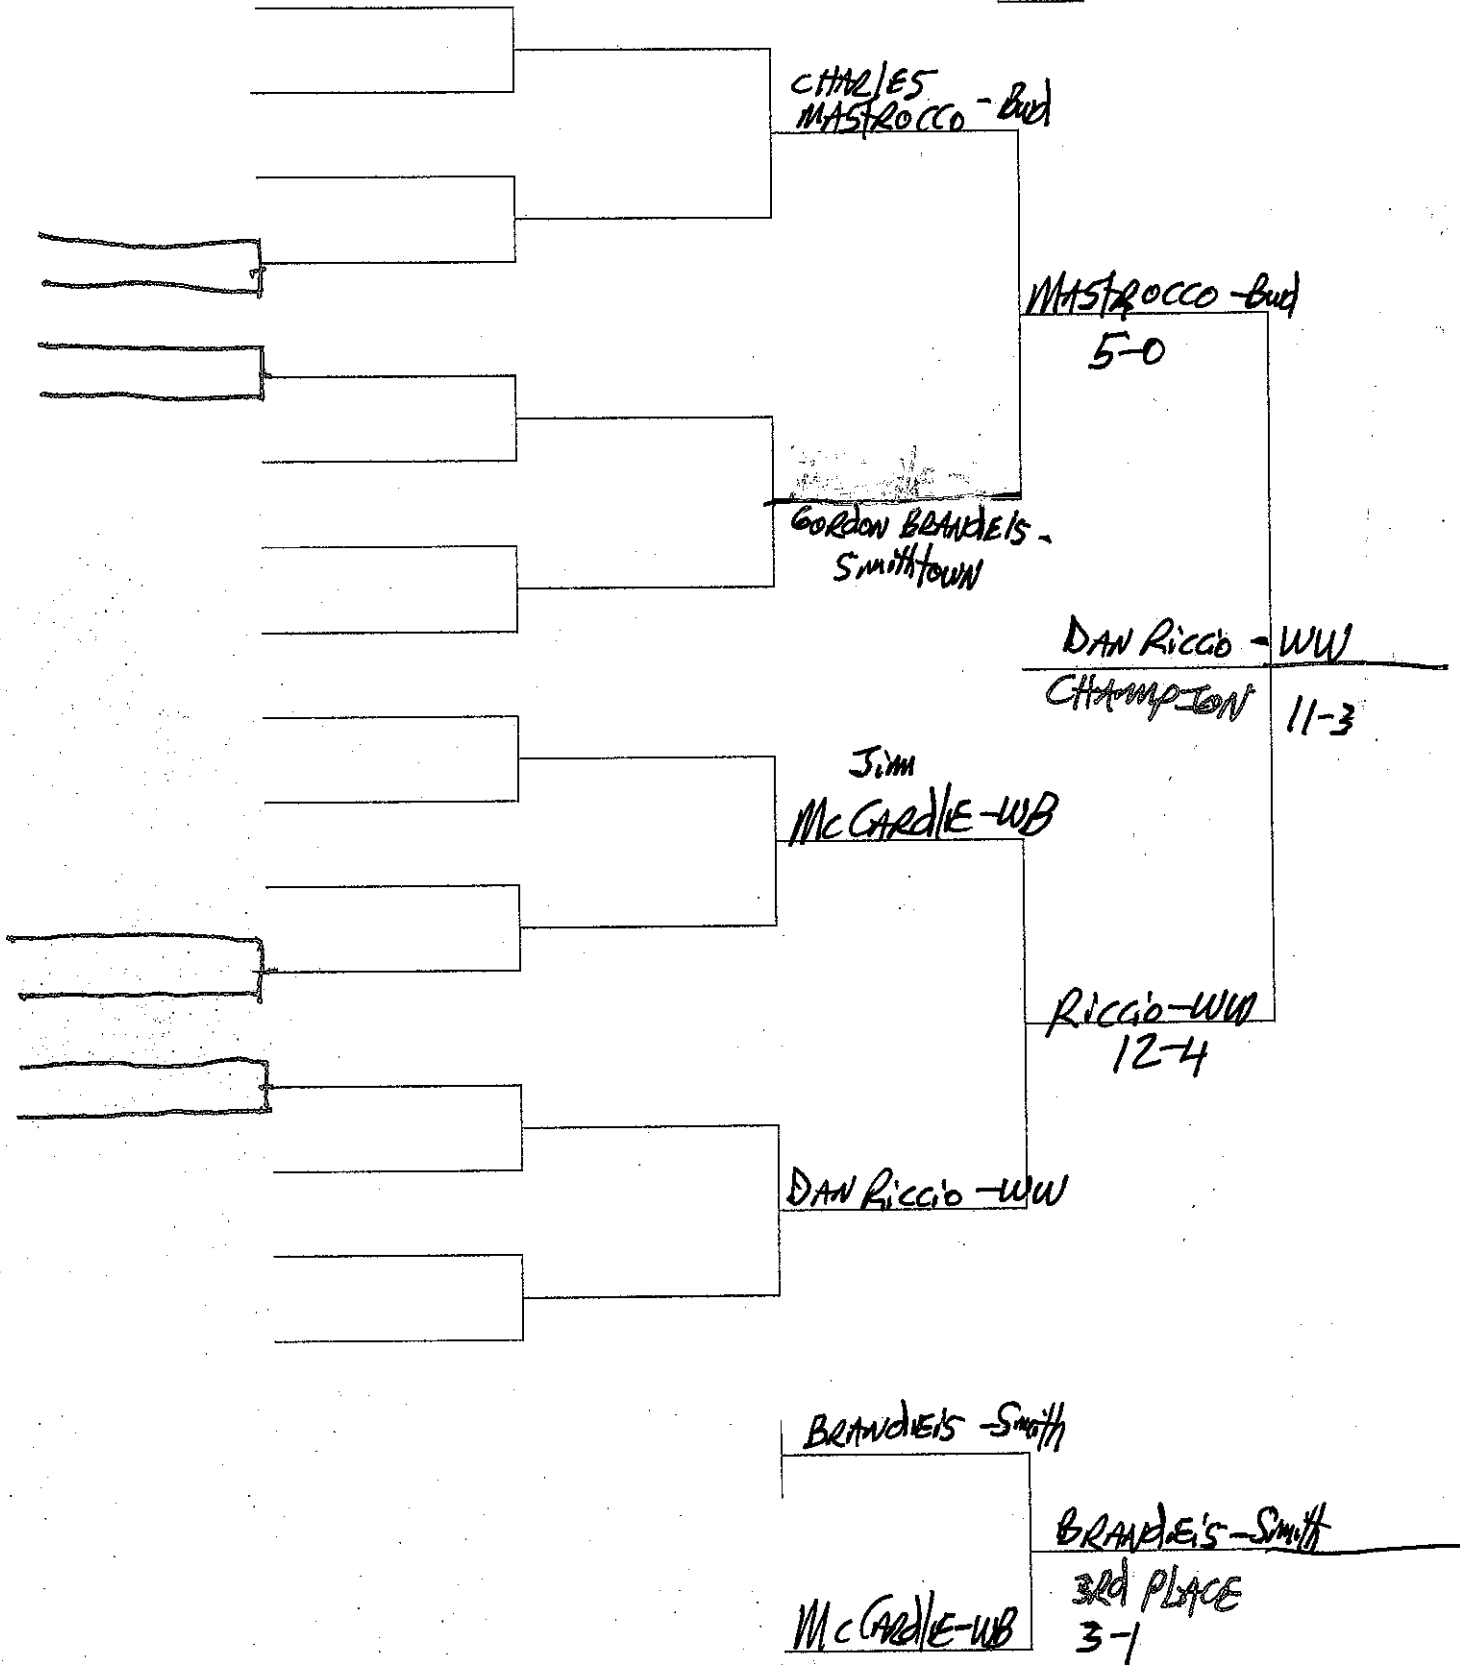 CHARLES
MASTROCCO - Bud
MASTROCCO - Bud
5-0
GORDON BRANDEIS -
Smithtown
DAN Riccio - WW
CHAMPION 11-3
Jim
McCARdlE - WB
Riccio - WW
12-4
DAN Riccio - WW
BRANDEIS - Smith
BRANDEIS - Smith
3Rd PLACE
McCARdlE - WB
3-1